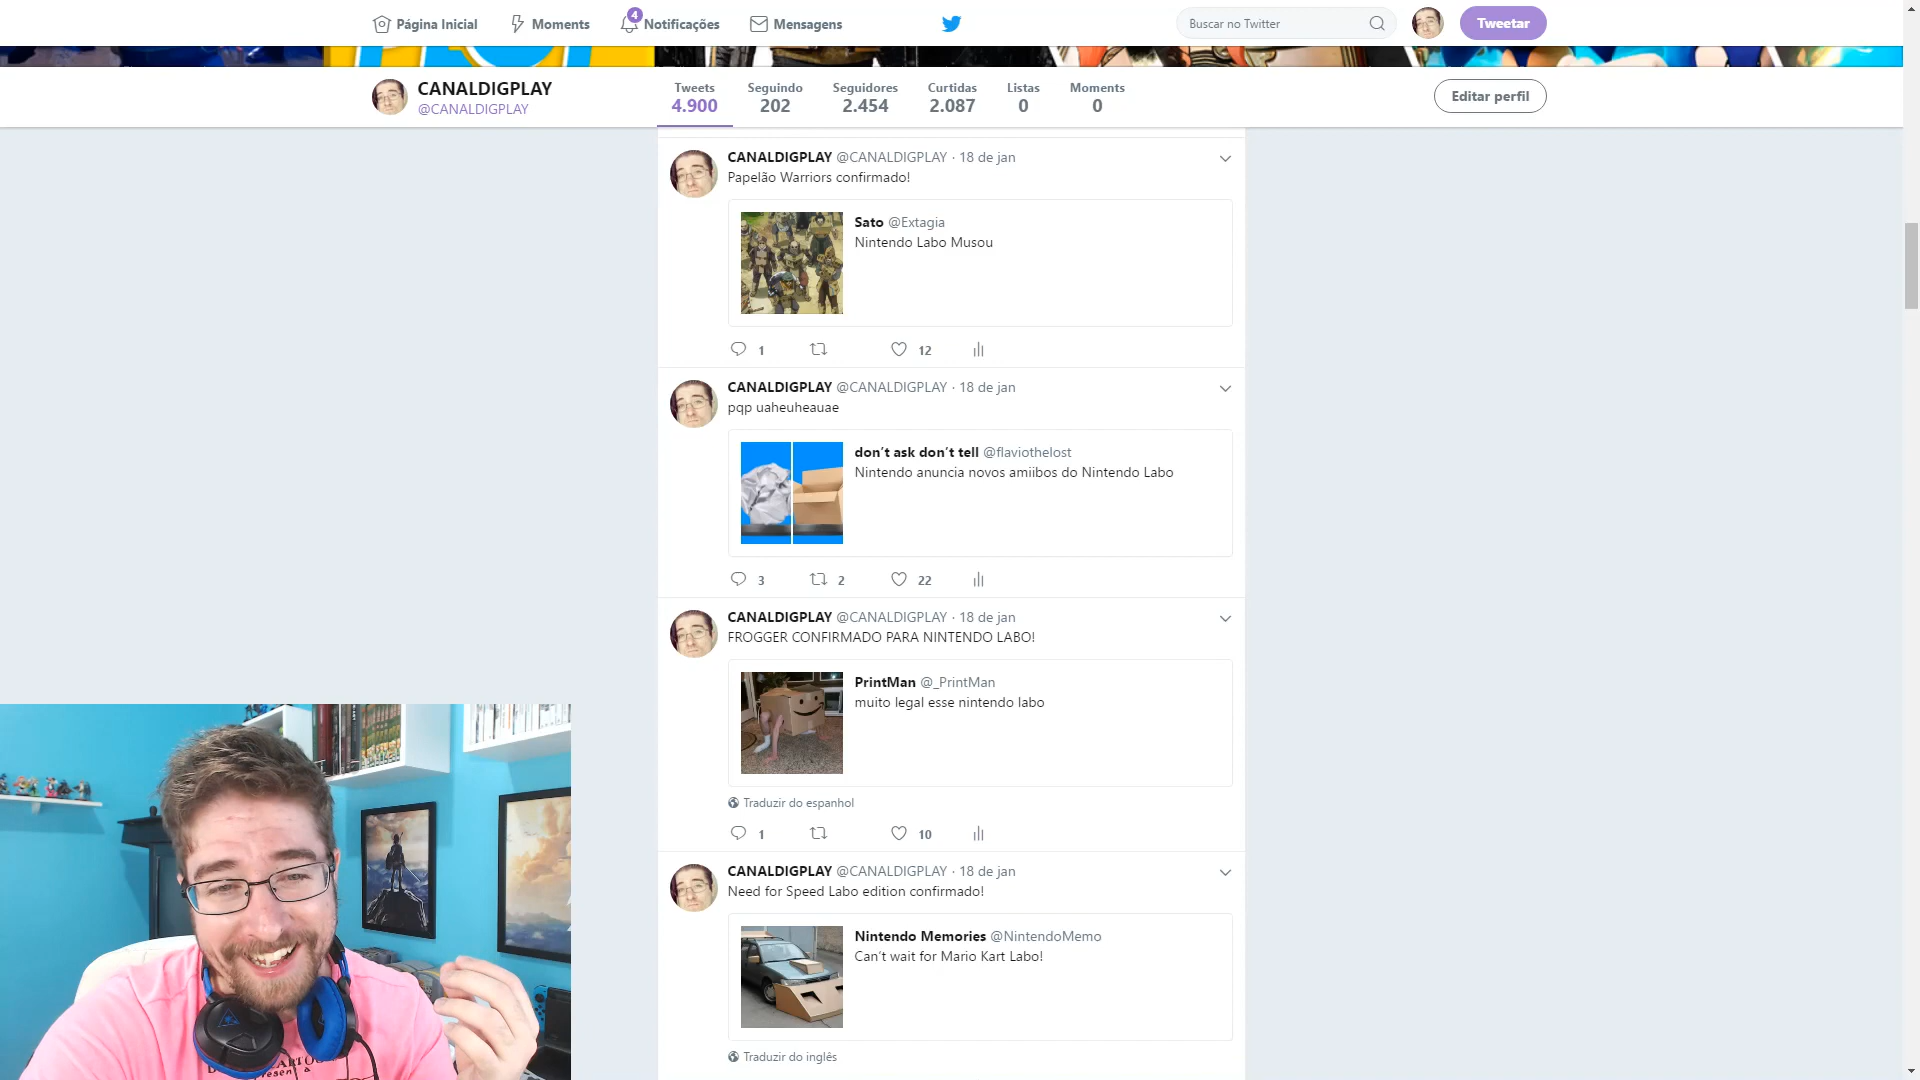 Página Inicial
Moments
4
Notificações
Mensagens
Buscar no Twitter
Tweetar
CANALDIGPLAY
@CANALDIGPLAY
Tweets
4.900
Seguindo
202
Seguidores
2.454
Curtidas
2.087
Listas
0
Moments
0
Editar perfil
CANALDIGPLAY @CANALDIGPLAY · 18 de jan
Papelão Warriors confirmado!
Sato @Extagia
Nintendo Labo Musou
1
12
CANALDIGPLAY @CANALDIGPLAY · 18 de jan
pqp uaheuheauae
don’t ask don’t tell @flaviothelost
Nintendo anuncia novos amiibos do Nintendo Labo
3
2
22
CANALDIGPLAY @CANALDIGPLAY · 18 de jan
FROGGER CONFIRMADO PARA NINTENDO LABO!
PrintMan @_PrintMan
muito legal esse nintendo labo
Traduzir do espanhol
1
10
CANALDIGPLAY @CANALDIGPLAY · 18 de jan
Need for Speed Labo edition confirmado!
Nintendo Memories @NintendoMemo
Can’t wait for Mario Kart Labo!
Traduzir do inglês